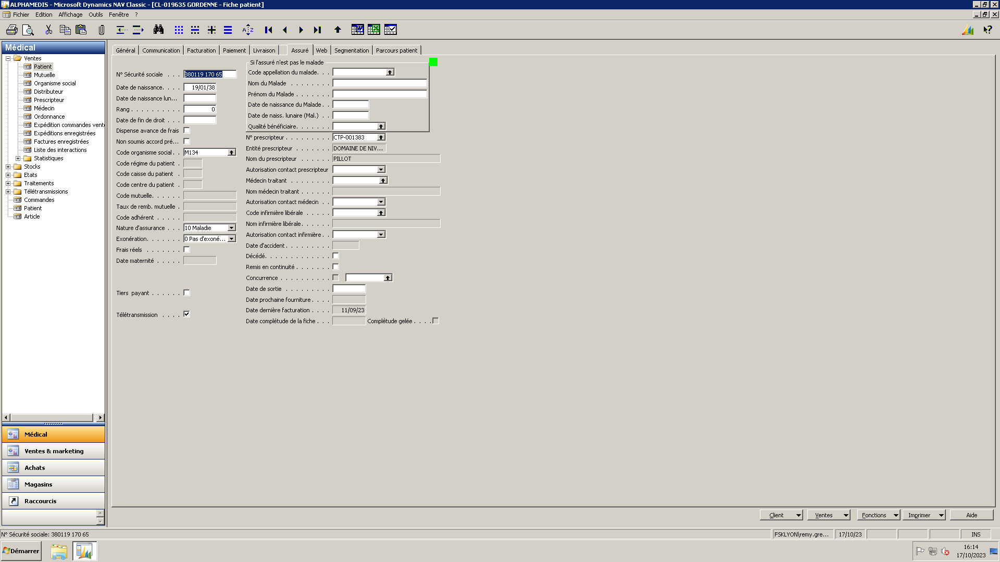 ALPHAMEDIS - Microsoft Dynamics NAV Classic - [CL-019635 GORDENNE - Fiche patient]
Fichier Edition Affichage Outils Fenêtre ?
Médical
Ventes
Patient
Mutuelle
Organisme social
Distributeur
Prescripteur
Médecin
Ordonnance
Expédition commandes vent
Expéditions enregistrées
Factures enregistrées
Liste des interactions
Statistiques
Stocks
Etats
Traitements
Télétransmissions
Commandes
Patient
Article
Médical
Ventes & marketing
Achats
Magasins
Raccourcis
Général Communication Facturation Paiement Livraison Assuré Web Segmentation Parcours patient
N° Sécurité sociale . . . 380119 170 65
Date de naissance. . . . 19/01/38
Date de naissance lun...
Rang . . . . . . . . . . 0
Date de fin de droit . . .
Dispense avance de frais
Non soumis accord pré...
Code organisme social . . M134
Code régime du patient .
Code caisse du patient .
Code centre du patient .
Code mutuelle. . . . . .
Taux de remb. mutuelle .
Code adhérent . . . . .
Nature d'assurance . . . 10 Maladie
Exonération. . . . . . . 0 Pas d'exoné...
Frais réels . . . . . . .
Date maternité . . . . .
Tiers payant . . . . . .
Télétransmission . . . .
Si l'assuré n'est pas le malade
Code appellation du malade. . .
Nom du Malade . . . . . . . .
Prénom du Malade . . . . . . .
Date de naissance du Malade . .
Date de naiss. lunaire (Mal.) . .
Qualité bénéficiaire. . . . . . .
N° prescripteur . . . . . . . . . CTP-001383
Entité prescripteur . . . . . . . DOMAINE DE NIV...
Nom du prescripteur . . . . . . PILLOT
Autorisation contact prescripteur
Médecin traitant . . . . . . . .
Nom médecin traitant . . . . . .
Autorisation contact médecin . .
Code infirmière libérale . . . . .
Nom infirmière libérale. . . . . .
Autorisation contact infirmière . .
Date d'accident . . . . . . . . .
Décédé. . . . . . . . . . . . .
Remis en continuité . . . . . . .
Concurrence . . . . . . . . . .
Date de sortie . . . . . . . . .
Date prochaine fourniture . . . .
Date dernière facturation . . . . 11/09/23
Date complétude de la fiche . . . Complétude gelée . . . .
Client Ventes Fonctions Imprimer Aide
N° Sécurité sociale: 380119 170 65 FSKLYON\remy.gre... 17/10/23 INS
Démarrer
16:14
17/10/2023